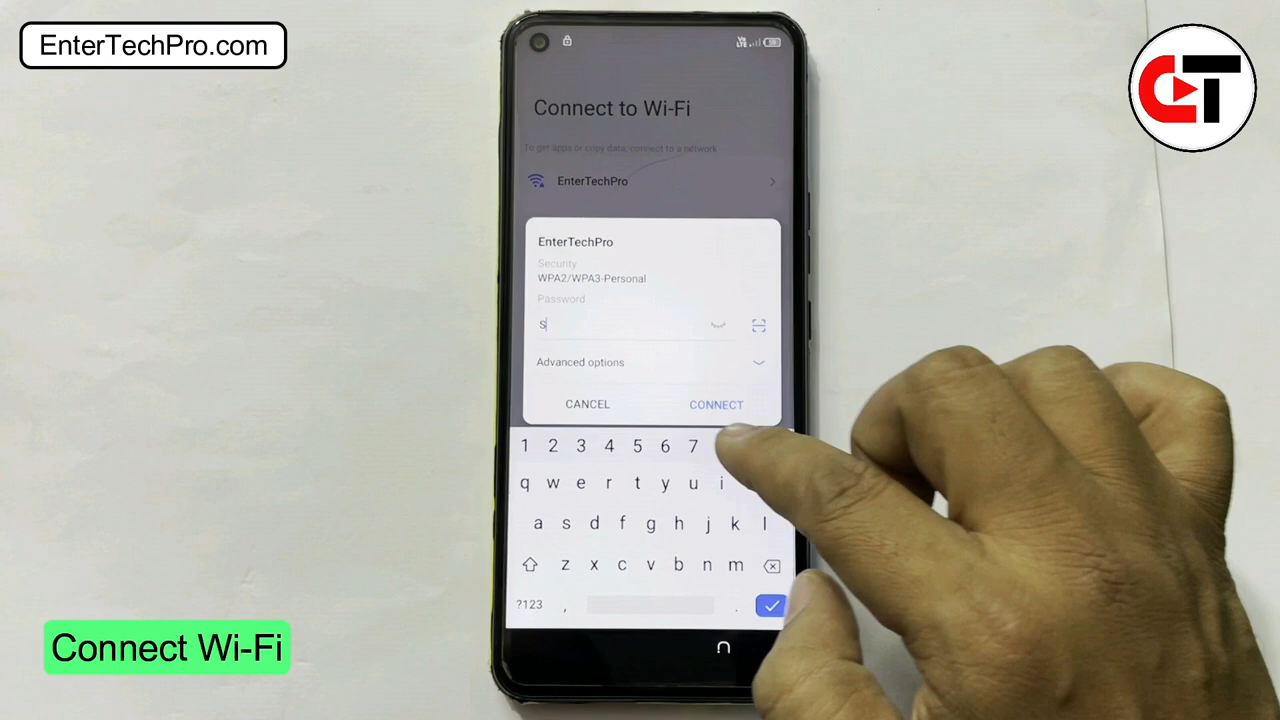 EnterTechPro.com
Connect to Wi-Fi
To get apps or copy data, connect to a network
EnterTechPro
EnterTechPro
Security
WPA2/WPA3-Personal
Password
s
Advanced options
CANCEL CONNECT
1 2 3 4 5 6 7
q w e r t y u i
a s d f g h j k l
z x c v b n m
?123 , .
Connect Wi-Fi